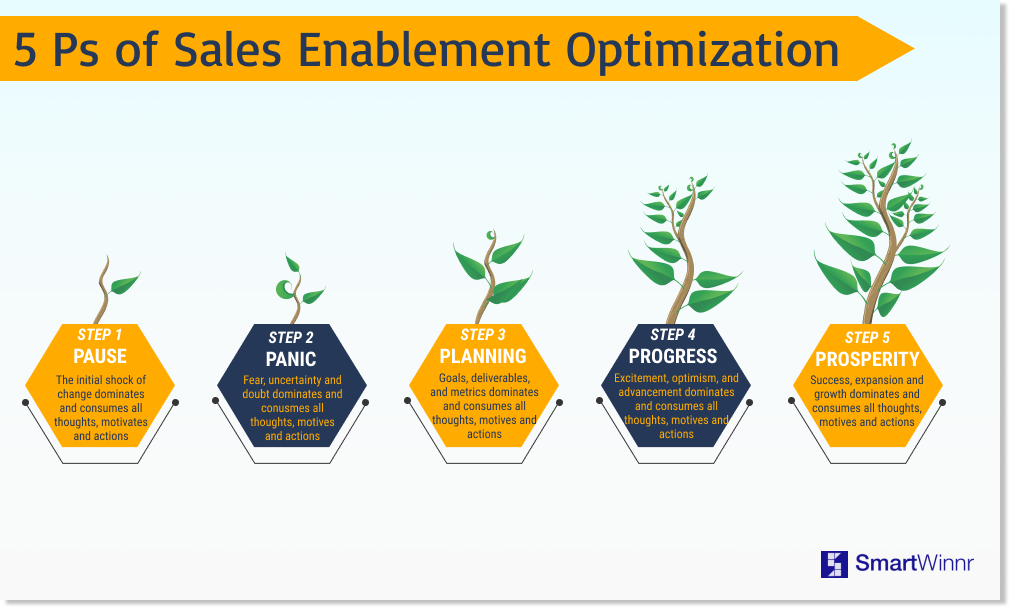 5 Ps of Sales Enablement Optimization
STEP 1
PAUSE
The initial shock of
change dominates
and consumes all
thoughts, motivates
and actions
STEP 2
PANIC
Fear, uncertainty and
doubt dominates and
conusmes all
thoughts, motives
and actions
STEP 3
PLANNING
Goals, deliverables,
and metrics dominates
and consumes all
thoughts, motives and
actions
STEP 4
PROGRESS
Excitement, optimism, and
advancement dominates
and consumes all
thoughts, motives and
actions
STEP 5
PROSPERITY
Success, expansion and
growth dominates and
consumes all thoughts,
motives and actions
SmartWinnr